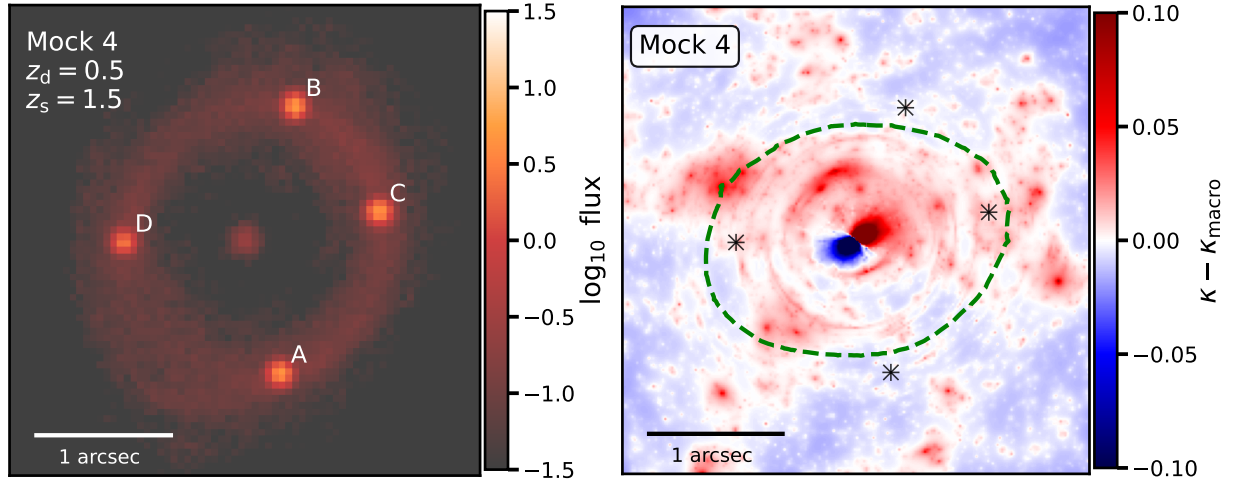 Mock 4
z_d = 0.5
z_s = 1.5
B
C
D
A
1 arcsec
1.5
1.0
0.5
0.0
−0.5
−1.0
−1.5
log₁₀ flux
Mock 4
1 arcsec
0.10
0.05
0.00
−0.05
−0.10
κ − κ_macro